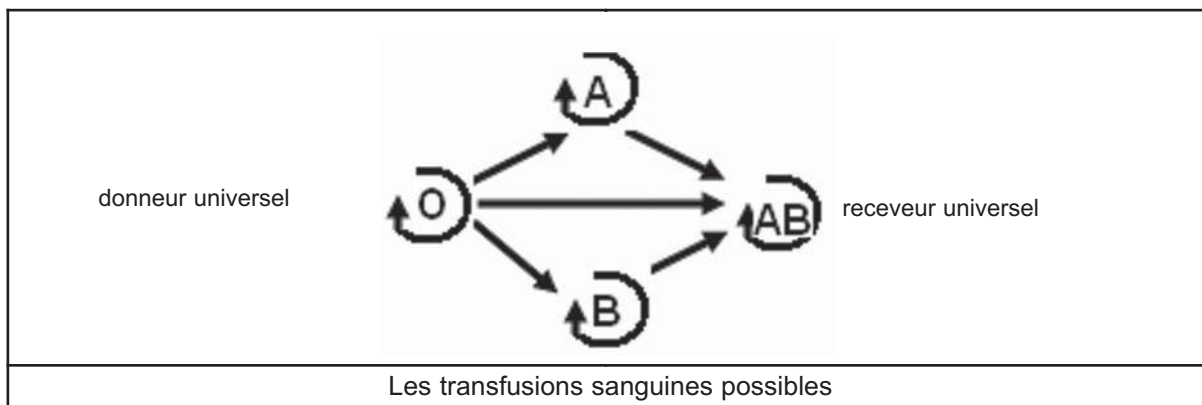 A
donneur universel
O
AB
receveur universel
B
Les transfusions sanguines possibles